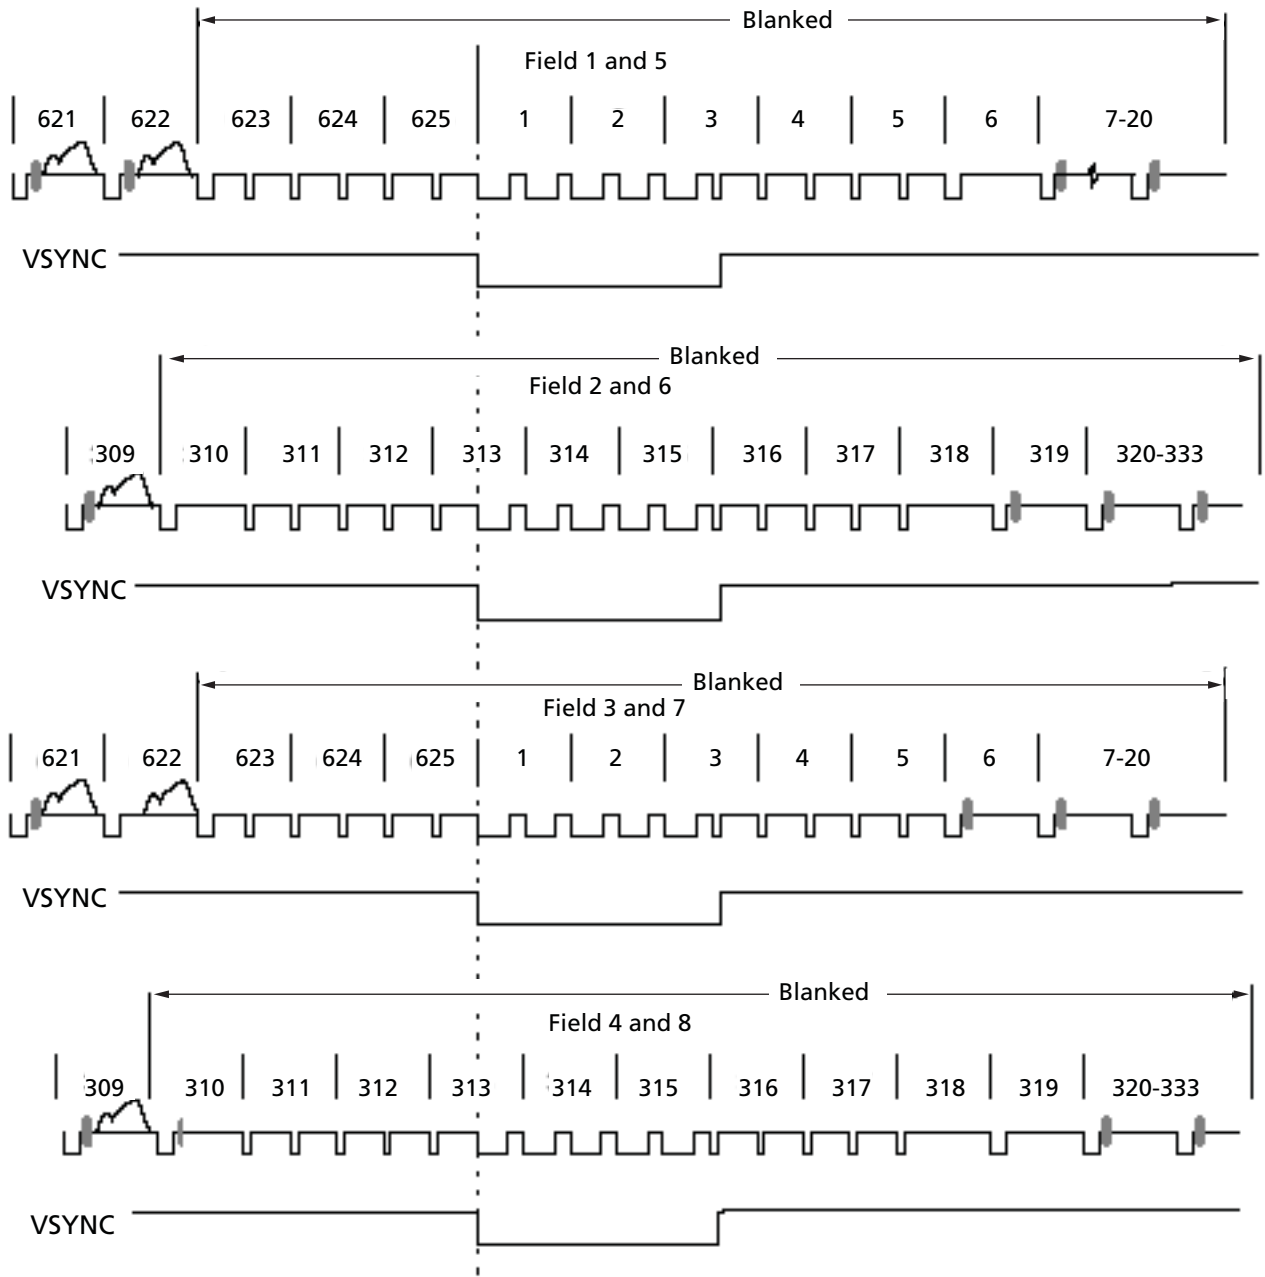 Blanked
Field 1 and 5
621 622 623 624 625 1 2 3 4 5 6 7-20
VSYNC
Blanked
Field 2 and 6
309 310 311 312 313 314 315 316 317 318 319 320-333
VSYNC
Blanked
Field 3 and 7
621 622 623 624 625 1 2 3 4 5 6 7-20
VSYNC
Blanked
Field 4 and 8
309 310 311 312 313 314 315 316 317 318 319 320-333
VSYNC